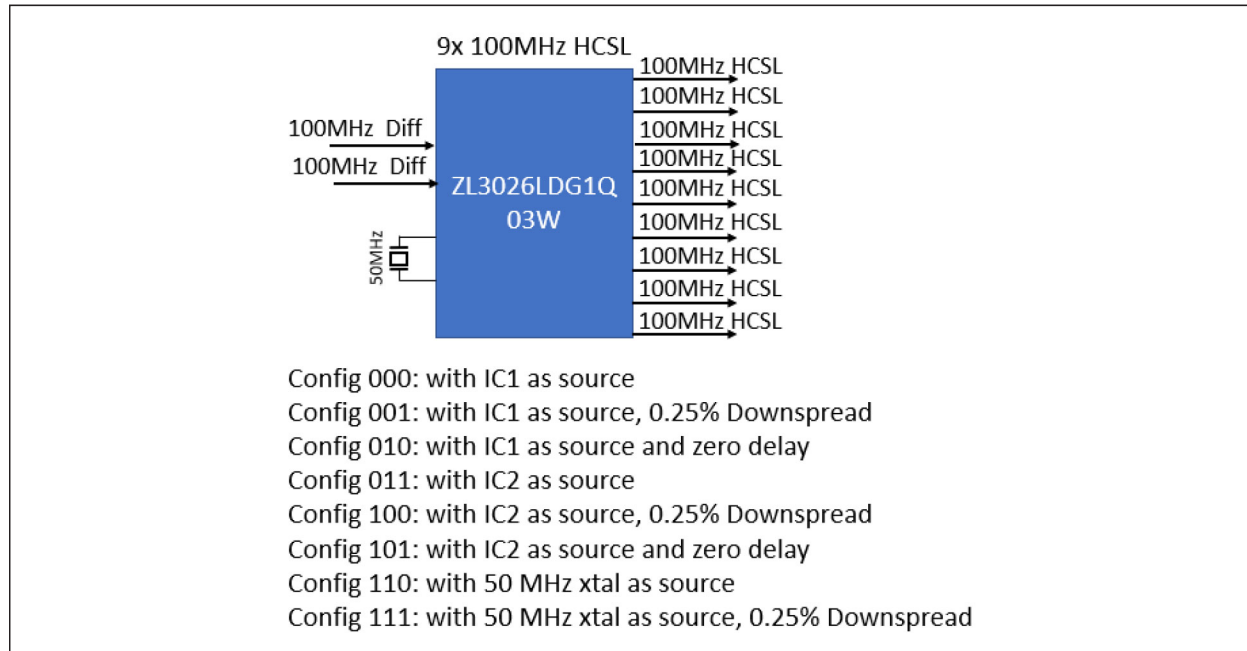 9x 100MHz HCSL
100MHz Diff
100MHz Diff
50MHz
ZL3026LDG1Q
03W
100MHz HCSL
100MHz HCSL
100MHz HCSL
100MHz HCSL
100MHz HCSL
100MHz HCSL
100MHz HCSL
100MHz HCSL
100MHz HCSL
Config 000: with IC1 as source
Config 001: with IC1 as source, 0.25% Downspread
Config 010: with IC1 as source and zero delay
Config 011: with IC2 as source
Config 100: with IC2 as source, 0.25% Downspread
Config 101: with IC2 as source and zero delay
Config 110: with 50 MHz xtal as source
Config 111: with 50 MHz xtal as source, 0.25% Downspread